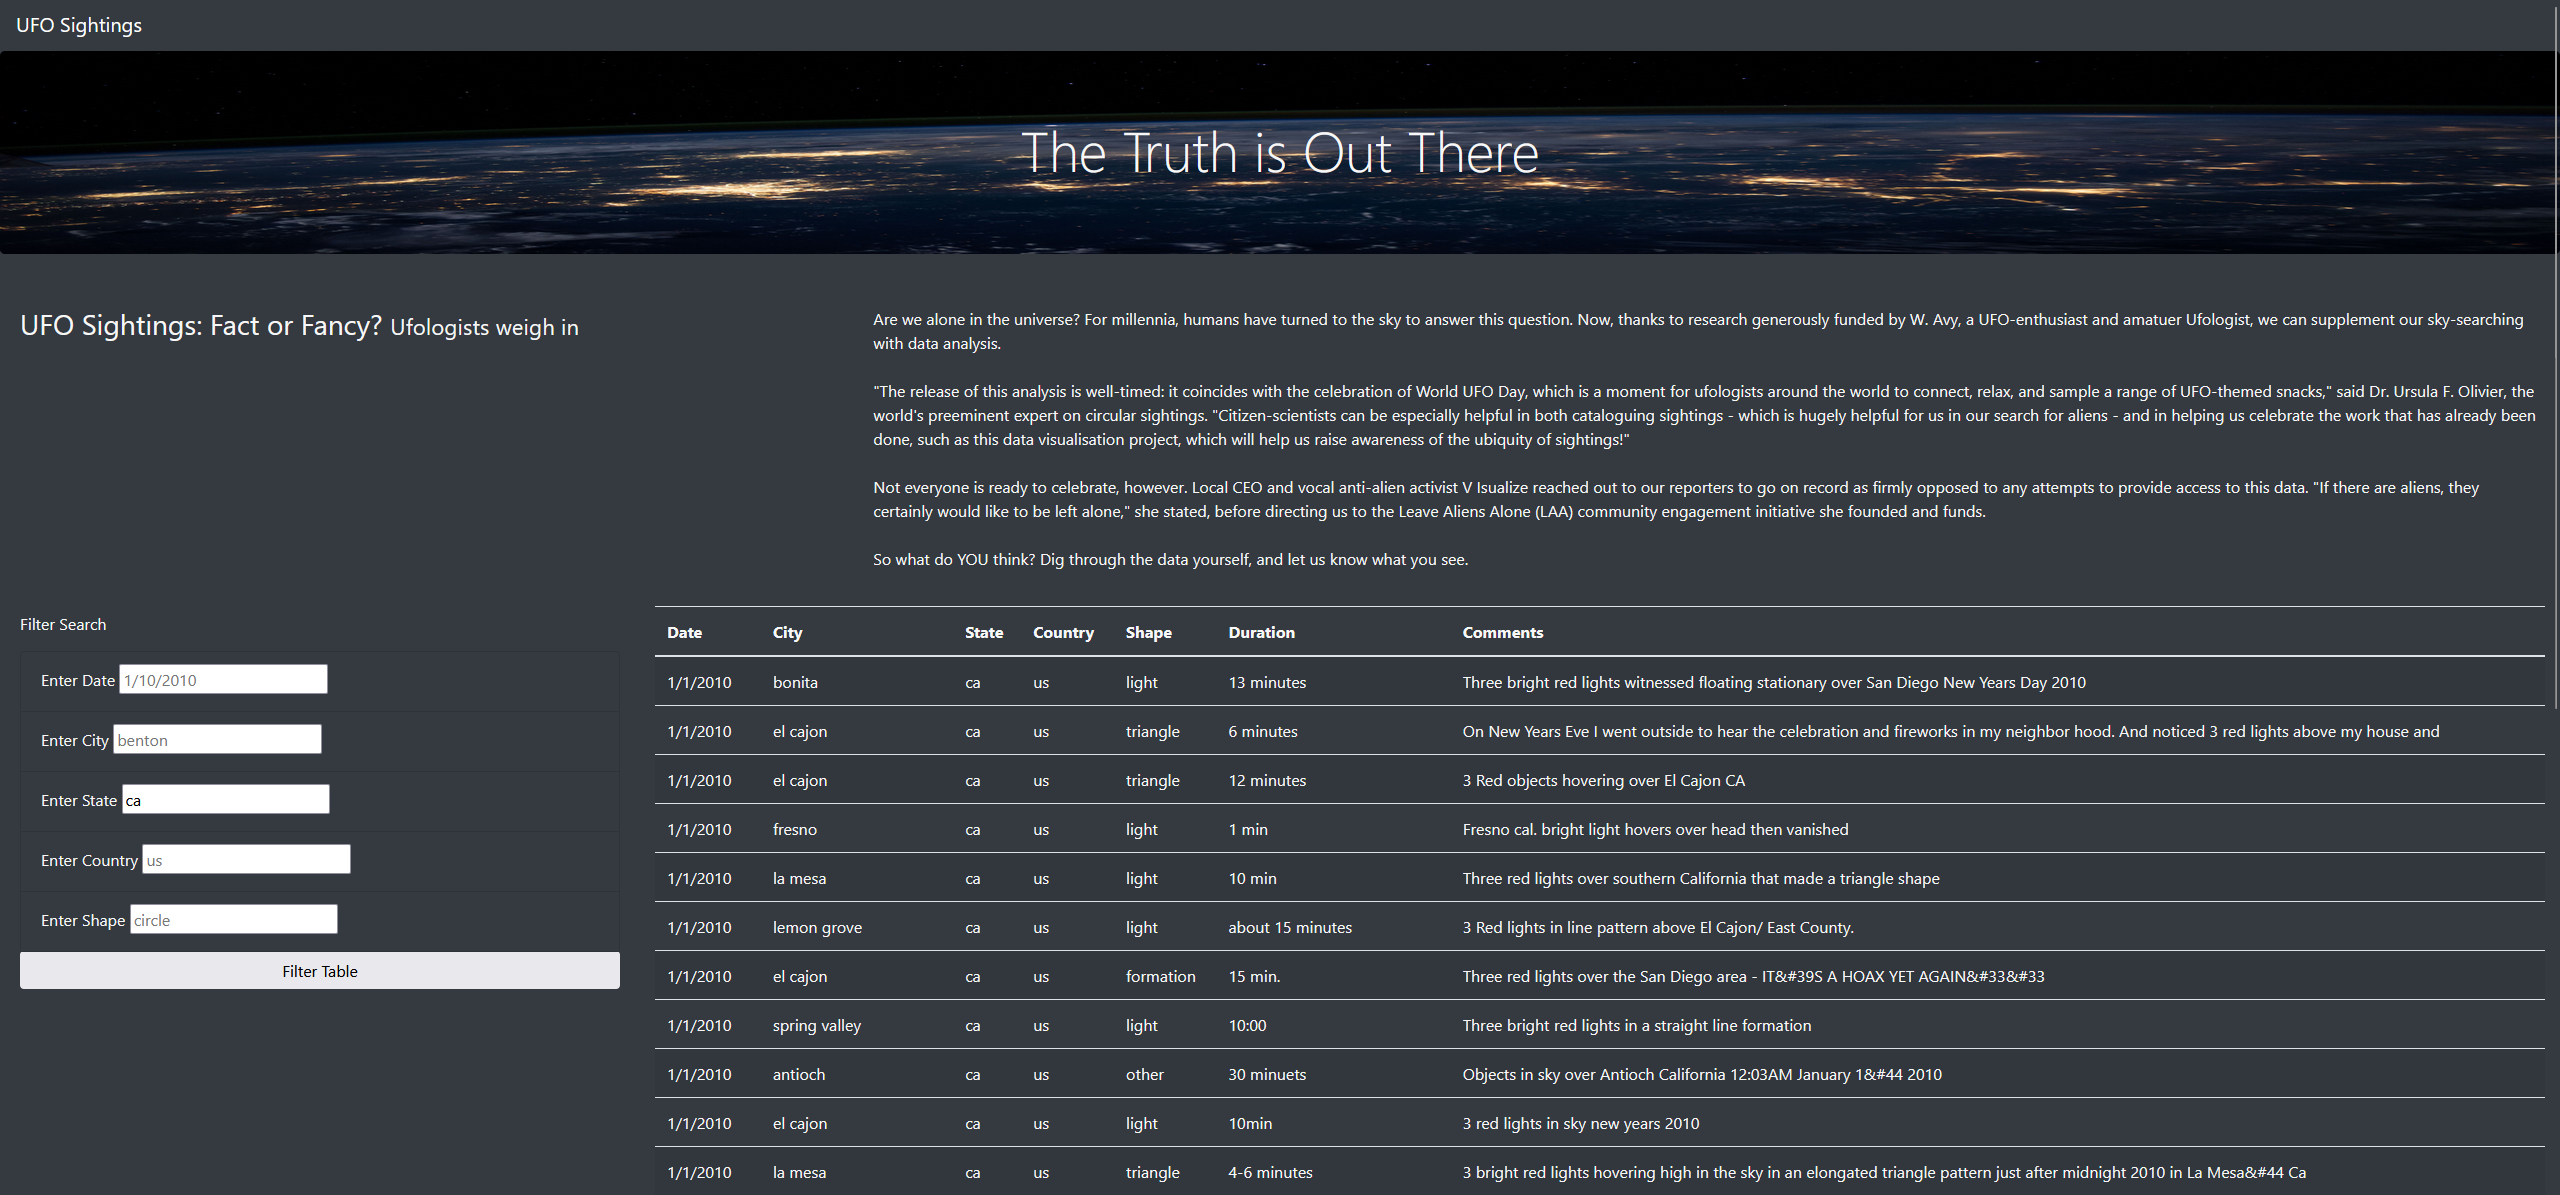 UFO Sightings
The Truth is Out There
UFO Sightings: Fact or Fancy? Ufologists weigh in
Are we alone in the universe? For millennia, humans have turned to the sky to answer this question. Now, thanks to research generously funded by W. Avy, a UFO-enthusiast and amatuer Ufologist, we can supplement our sky-searching
with data analysis.
"The release of this analysis is well-timed: it coincides with the celebration of World UFO Day, which is a moment for ufologists around the world to connect, relax, and sample a range of UFO-themed snacks," said Dr. Ursula F. Olivier, the
world's preeminent expert on circular sightings. "Citizen-scientists can be especially helpful in both cataloguing sightings - which is hugely helpful for us in our search for aliens - and in helping us celebrate the work that has already been
done, such as this data visualisation project, which will help us raise awareness of the ubiquity of sightings!"
Not everyone is ready to celebrate, however. Local CEO and vocal anti-alien activist V Isualize reached out to our reporters to go on record as firmly opposed to any attempts to provide access to this data. "If there are aliens, they
certainly would like to be left alone," she stated, before directing us to the Leave Aliens Alone (LAA) community engagement initiative she founded and funds.
So what do YOU think? Dig through the data yourself, and let us know what you see.
Filter Search
Enter Date 1/10/2010
Enter City benton
Enter State ca
Enter Country us
Enter Shape circle
Filter Table
Date City State Country Shape Duration Comments
1/1/2010 bonita ca us light 13 minutes Three bright red lights witnessed floating stationary over San Diego New Years Day 2010
1/1/2010 el cajon ca us triangle 6 minutes On New Years Eve I went outside to hear the celebration and fireworks in my neighbor hood. And noticed 3 red lights above my house and
1/1/2010 el cajon ca us triangle 12 minutes 3 Red objects hovering over El Cajon CA
1/1/2010 fresno ca us light 1 min Fresno cal. bright light hovers over head then vanished
1/1/2010 la mesa ca us light 10 min Three red lights over southern California that made a triangle shape
1/1/2010 lemon grove ca us light about 15 minutes 3 Red lights in line pattern above El Cajon/ East County.
1/1/2010 el cajon ca us formation 15 min. Three red lights over the San Diego area - IT&#39S A HOAX YET AGAIN&#33&#33
1/1/2010 spring valley ca us light 10:00 Three bright red lights in a straight line formation
1/1/2010 antioch ca us other 30 minuets Objects in sky over Antioch California 12:03AM January 1&#44 2010
1/1/2010 el cajon ca us light 10min 3 red lights in sky new years 2010
1/1/2010 la mesa ca us triangle 4-6 minutes 3 bright red lights hovering high in the sky in an elongated triangle pattern just after midnight 2010 in La Mesa&#44 Ca